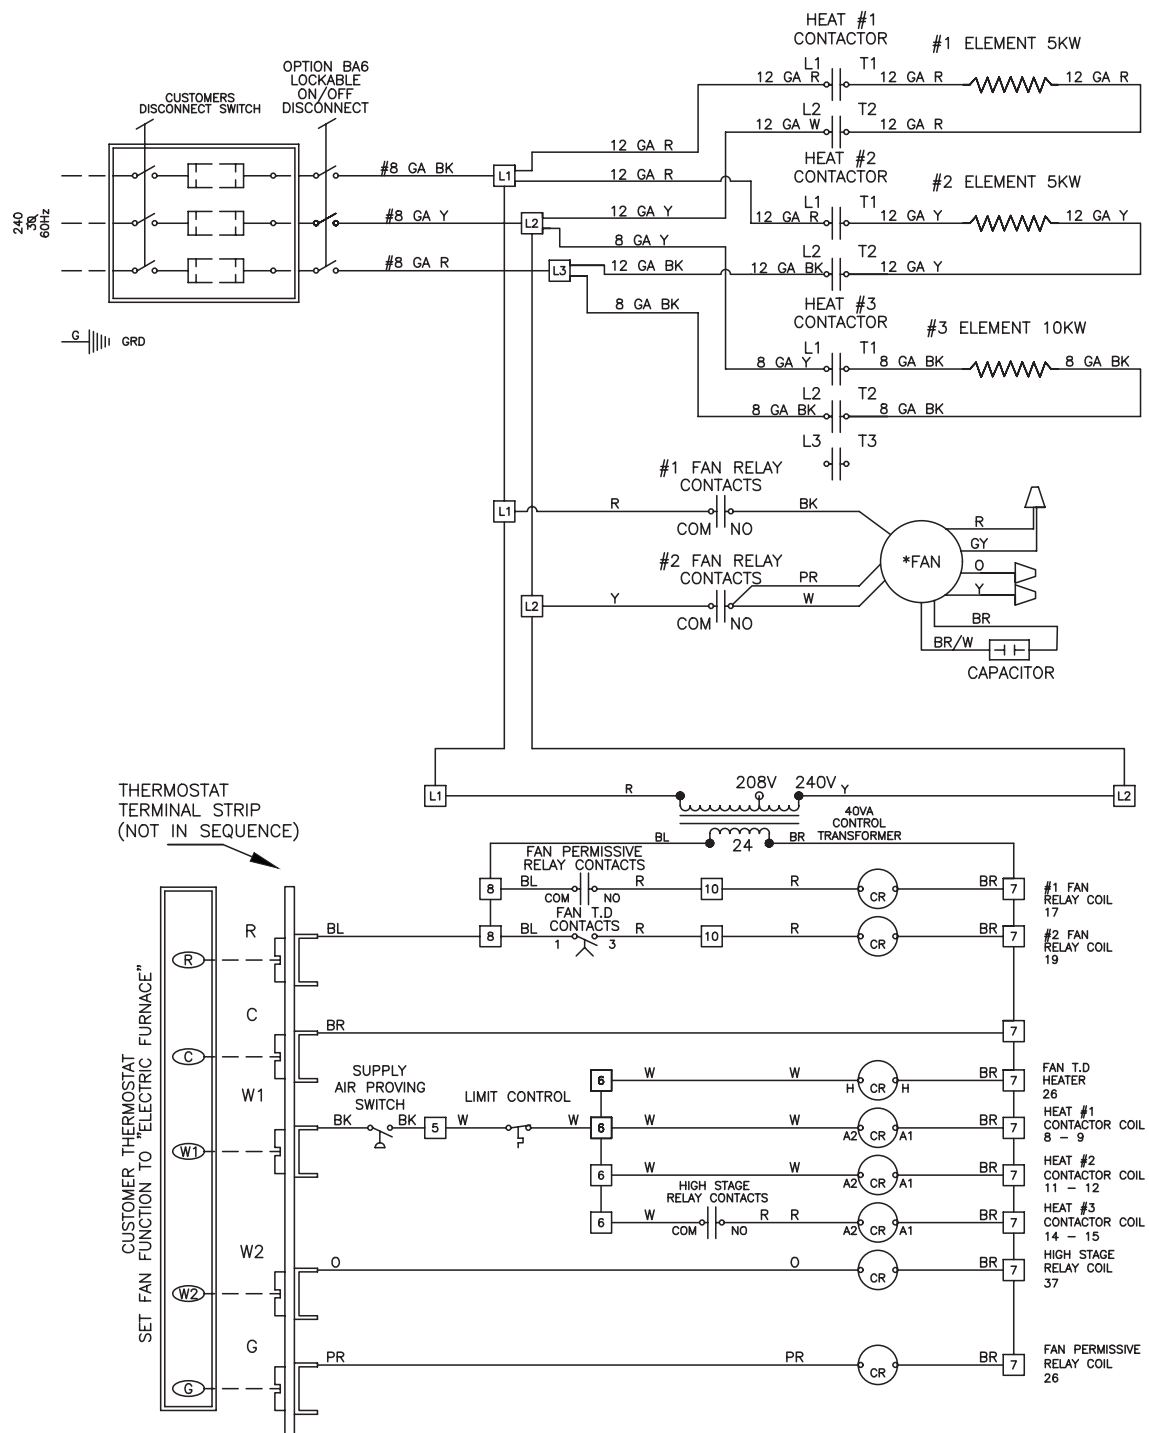 HEAT #1
CONTACTOR
#1 ELEMENT 5KW
OPTION BA6
LOCKABLE
ON/OFF
DISCONNECT
CUSTOMERS
DISCONNECT SWITCH
L1 T1
12 GA R 12 GA R 12 GA R
L2 T2
12 GA W 12 GA R
12 GA R
HEAT #2
CONTACTOR
#8 GA BK L1
12 GA R
#2 ELEMENT 5KW
L1 T1
240
3Ø
60Hz
#8 GA Y L2
12 GA Y
12 GA R 12 GA Y 12 GA Y
8 GA Y
L2 T2
#8 GA R L3
12 GA BK 12 GA BK 12 GA Y
8 GA BK
HEAT #3
CONTACTOR
#3 ELEMENT 10KW
G GRD
L1 T1
8 GA Y 8 GA BK 8 GA BK
L2 T2
8 GA BK 8 GA BK
L3 T3
#1 FAN RELAY
CONTACTS
L1 R BK
COM NO
R
GY
*FAN
O
Y
#2 FAN RELAY
CONTACTS
PR
L2 Y W
COM NO
BR
BR/W
CAPACITOR
THERMOSTAT
TERMINAL STRIP
(NOT IN SEQUENCE)
208V 240V
L1 R Y L2
40VA
CONTROL
TRANSFORMER
BL 24 BR
FAN PERMISSIVE
RELAY CONTACTS
8 BL R 10 R CR BR 7
COM NO
#1 FAN
RELAY COIL
17
FAN T.D
CONTACTS
R BL 8 BL R 10 R CR BR 7
1 3
#2 FAN
RELAY COIL
19
R
C
BR 7
C
CUSTOMER THERMOSTAT
SET FAN FUNCTION TO "ELECTRIC FURNACE"
6 W W H CR H BR 7
FAN T.D
HEATER
26
W1
SUPPLY
AIR PROVING
SWITCH
LIMIT CONTROL
BK BK 5 W W 6 W W A2 CR A1 BR 7
HEAT #1
CONTACTOR COIL
8 - 9
W1
6 W W A2 CR A1 BR 7
HEAT #2
CONTACTOR COIL
11 - 12
HIGH STAGE
RELAY CONTACTS
6 W R R A2 CR A1 BR 7
COM NO
HEAT #3
CONTACTOR COIL
14 - 15
W2
O O CR BR 7
HIGH STAGE
RELAY COIL
37
W2
G
PR PR CR BR 7
FAN PERMISSIVE
RELAY COIL
26
G